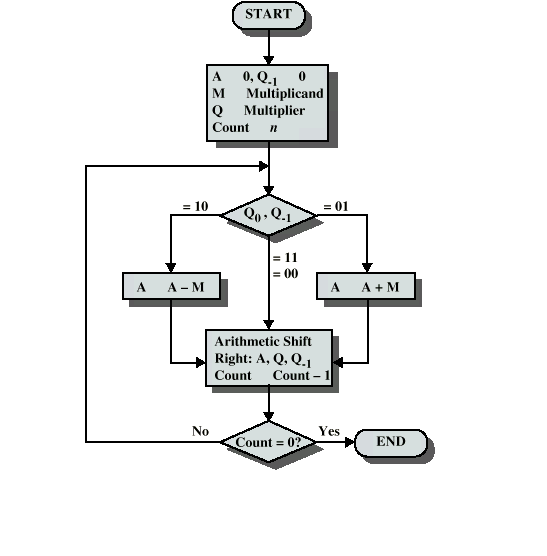 START
A 0, Q-1 0
M Multiplicand
Q Multiplier
Count n
= 10
Q0, Q-1
= 01
= 11
= 00
A A – M
A A + M
Arithmetic Shift
Right: A, Q, Q-1
Count Count – 1
No
Count = 0?
Yes
END